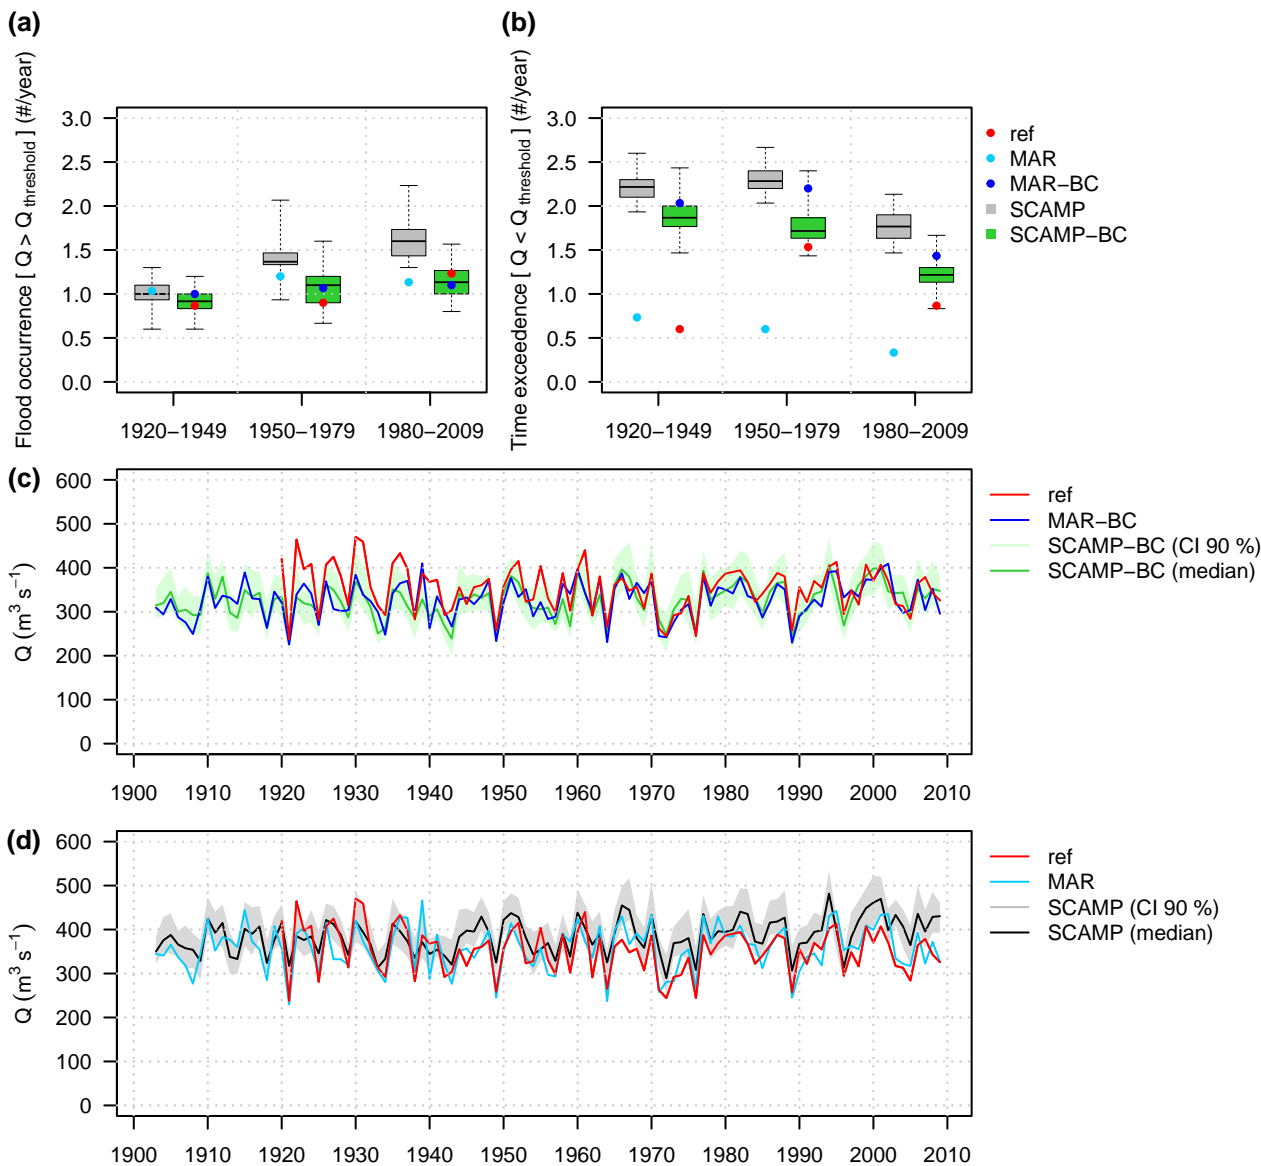 (a)
Flood occurrence [ Q > Q threshold ] (#/year)
3.0
2.5
2.0
1.5
1.0
0.5
0.0
1920−1949
1950−1979
1980−2009
(b)
Time exceedence [ Q < Q threshold ] (#/year)
3.0
2.5
2.0
1.5
1.0
0.5
0.0
1920−1949
1950−1979
1980−2009
ref
MAR
MAR−BC
SCAMP
SCAMP−BC
(c)
Q (m³ s⁻¹)
600
500
400
300
200
100
0
1900 1910 1920 1930 1940 1950 1960 1970 1980 1990 2000 2010
ref
MAR−BC
SCAMP−BC (CI 90 %)
SCAMP−BC (median)
(d)
Q (m³ s⁻¹)
600
500
400
300
200
100
0
1900 1910 1920 1930 1940 1950 1960 1970 1980 1990 2000 2010
ref
MAR
SCAMP (CI 90 %)
SCAMP (median)